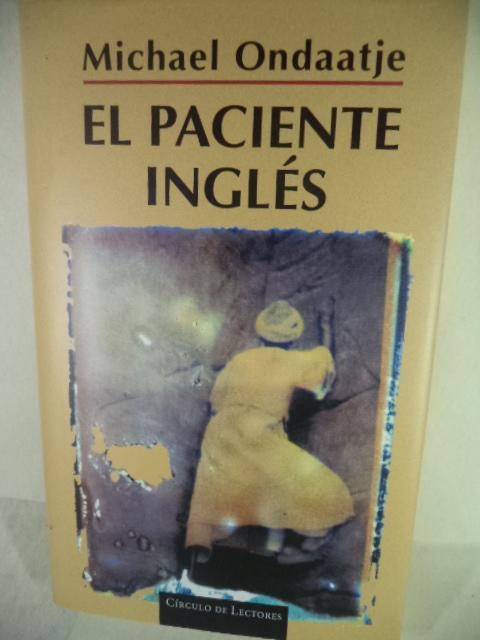 Michael Ondaatje
EL PACIENTE
INGLÉS
CÍRCULO DE LECTORES